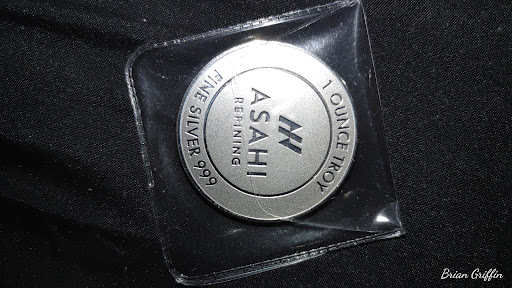 1 OUNCE TROY
ASAHI
REFINING
FINE SILVER 999
Brian Griffin